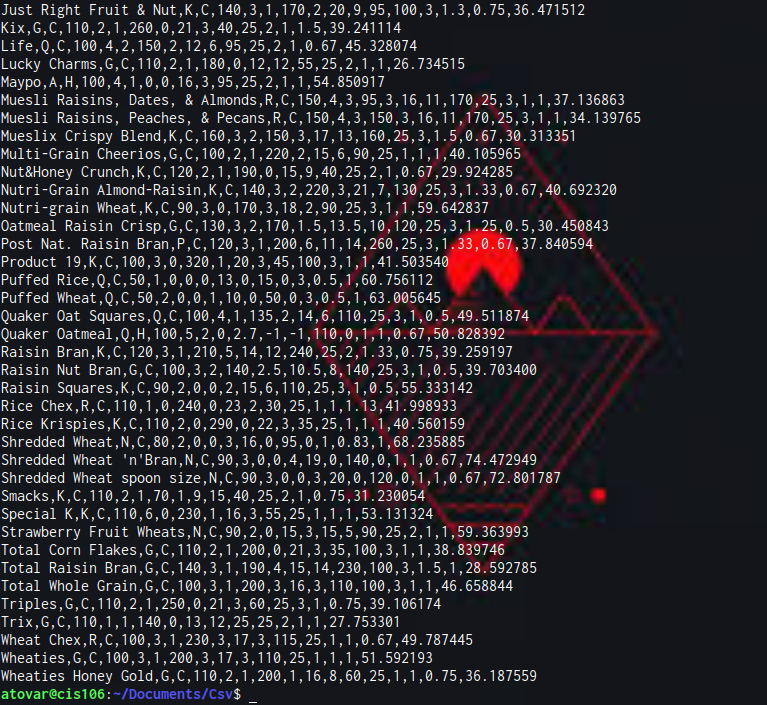 Just Right Fruit & Nut,K,C,140,3,1,170,2,20,9,95,100,3,1.3,0.75,36.471512
Kix,G,C,110,2,1,260,0,21,3,40,25,2,1,1.5,39.241114
Life,Q,C,100,4,2,150,2,12,6,95,25,2,1,0.67,45.328074
Lucky Charms,G,C,110,2,1,180,0,12,12,55,25,2,1,1,26.734515
Maypo,A,H,100,4,1,0,0,16,3,95,25,2,1,1,54.850917
Muesli Raisins, Dates, & Almonds,R,C,150,4,3,95,3,16,11,170,25,3,1,1,37.136863
Muesli Raisins, Peaches, & Pecans,R,C,150,4,3,150,3,16,11,170,25,3,1,1,34.139765
Mueslix Crispy Blend,K,C,160,3,2,150,3,17,13,160,25,3,1.5,0.67,30.313351
Multi-Grain Cheerios,G,C,100,2,1,220,2,15,6,90,25,1,1,1,40.105965
Nut&Honey Crunch,K,C,120,2,1,190,0,15,9,40,25,2,1,0.67,29.924285
Nutri-Grain Almond-Raisin,K,C,140,3,2,220,3,21,7,130,25,3,1.33,0.67,40.692320
Nutri-grain Wheat,K,C,90,3,0,170,3,18,2,90,25,3,1,1,59.642837
Oatmeal Raisin Crisp,G,C,130,3,2,170,1.5,13.5,10,120,25,3,1.25,0.5,30.450843
Post Nat. Raisin Bran,P,C,120,3,1,200,6,11,14,260,25,3,1.33,0.67,37.840594
Product 19,K,C,100,3,0,320,1,20,3,45,100,3,1,1,41.503540
Puffed Rice,Q,C,50,1,0,0,0,13,0,15,0,3,0.5,1,60.756112
Puffed Wheat,Q,C,50,2,0,0,1,10,0,50,0,3,0.5,1,63.005645
Quaker Oat Squares,Q,C,100,4,1,135,2,14,6,110,25,3,1,0.5,49.511874
Quaker Oatmeal,Q,H,100,5,2,0,2.7,-1,-1,110,0,1,1,0.67,50.828392
Raisin Bran,K,C,120,3,1,210,5,14,12,240,25,2,1.33,0.75,39.259197
Raisin Nut Bran,G,C,100,3,2,140,2.5,10.5,8,140,25,3,1,0.5,39.703400
Raisin Squares,K,C,90,2,0,0,2,15,6,110,25,3,1,0.5,55.333142
Rice Chex,R,C,110,1,0,240,0,23,2,30,25,1,1,1.13,41.998933
Rice Krispies,K,C,110,2,0,290,0,22,3,35,25,1,1,1,40.560159
Shredded Wheat,N,C,80,2,0,0,3,16,0,95,0,1,0.83,1,68.235885
Shredded Wheat 'n'Bran,N,C,90,3,0,0,4,19,0,140,0,1,1,0.67,74.472949
Shredded Wheat spoon size,N,C,90,3,0,0,3,20,0,120,0,1,1,0.67,72.801787
Smacks,K,C,110,2,1,70,1,9,15,40,25,2,1,0.75,31.230054
Special K,K,C,110,6,0,230,1,16,3,55,25,1,1,1,53.131324
Strawberry Fruit Wheats,N,C,90,2,0,15,3,15,5,90,25,2,1,1,59.363993
Total Corn Flakes,G,C,110,2,1,200,0,21,3,35,100,3,1,1,38.839746
Total Raisin Bran,G,C,140,3,1,190,4,15,14,230,100,3,1.5,1,28.592785
Total Whole Grain,G,C,100,3,1,200,3,16,3,110,100,3,1,1,46.658844
Triples,G,C,110,2,1,250,0,21,3,60,25,3,1,0.75,39.106174
Trix,G,C,110,1,1,140,0,13,12,25,25,2,1,1,27.753301
Wheat Chex,R,C,100,3,1,230,3,17,3,115,25,1,1,0.67,49.787445
Wheaties,G,C,100,3,1,200,3,17,3,110,25,1,1,1,51.592193
Wheaties Honey Gold,G,C,110,2,1,200,1,16,8,60,25,1,1,0.75,36.187559
atovar@cis106:~/Documents/Csv$ _